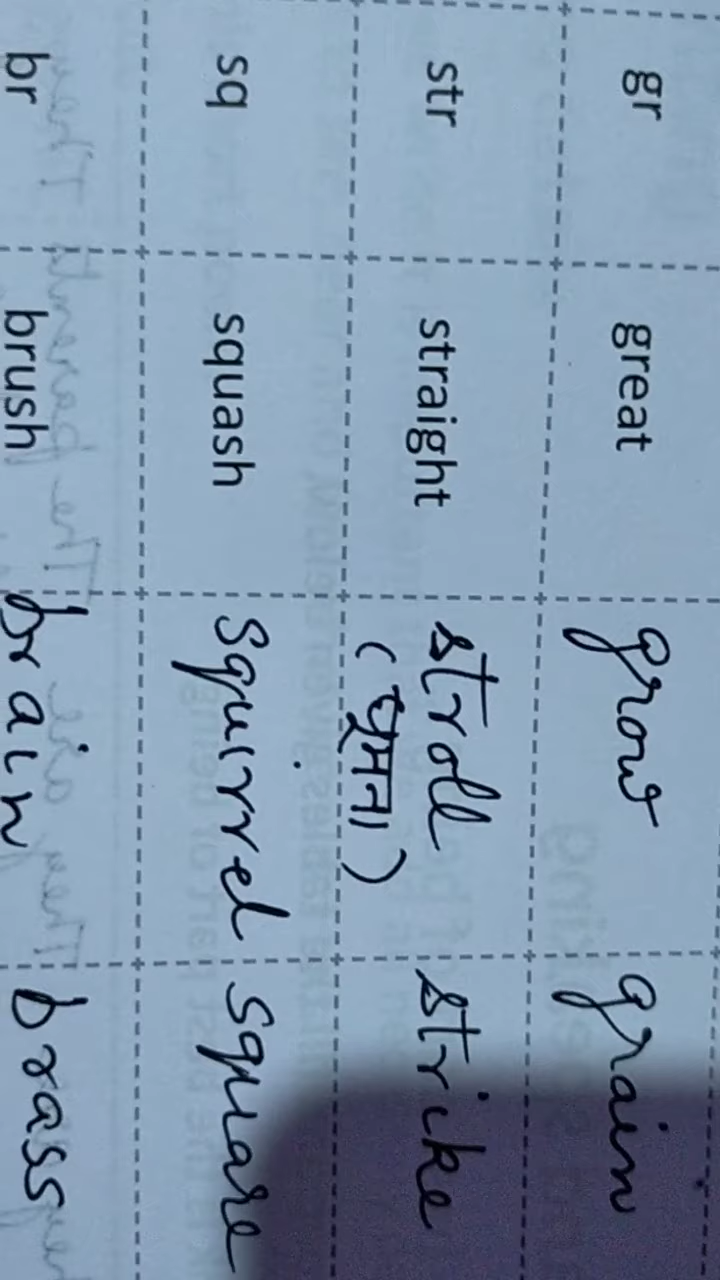 gr great grow grain
str straight stroll strike
(घूमना)
sq squash squirrel square
br brush brain brass